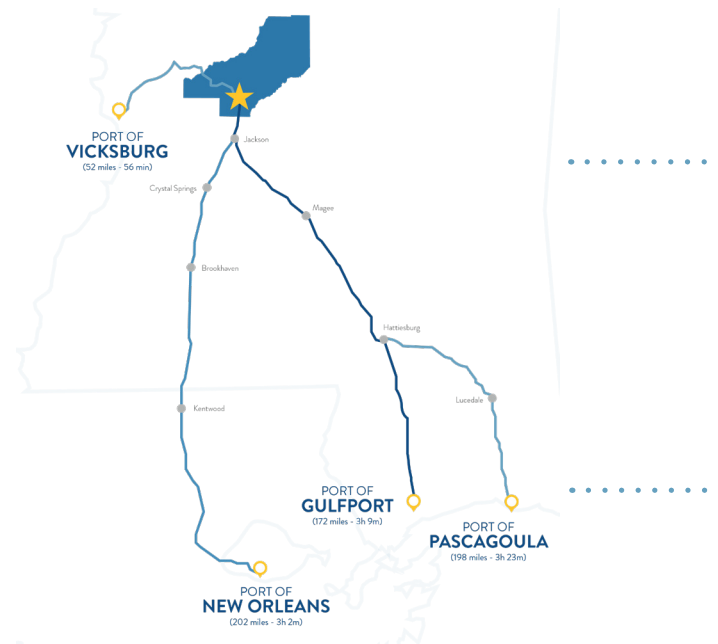 PORT OF
VICKSBURG
(52 miles - 56 min)
Jackson
Crystal Springs
Magee
Brookhaven
Hattiesburg
Lucedale
Kentwood
PORT OF
GULFPORT
(172 miles - 3h 9m)
PORT OF
PASCAGOULA
(198 miles - 3h 23m)
PORT OF
NEW ORLEANS
(202 miles - 3h 2m)